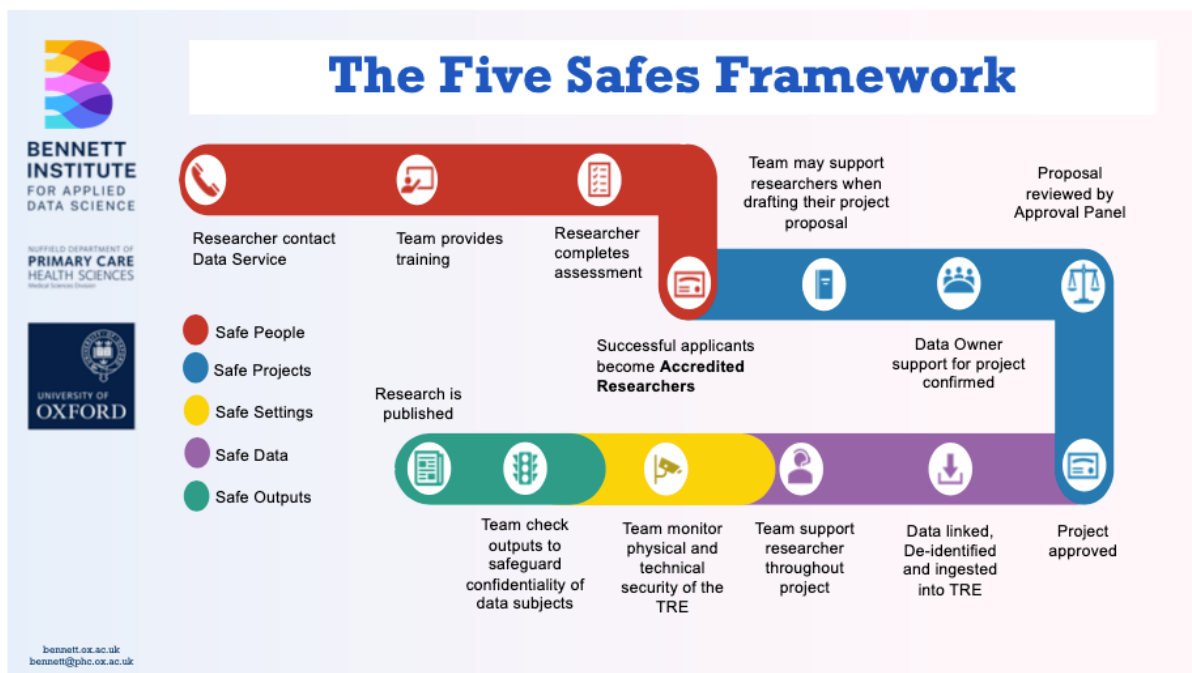 The Five Safes Framework
BENNETT
INSTITUTE
FOR APPLIED
DATA SCIENCE
NUFFIELD DEPARTMENT OF
PRIMARY CARE
HEALTH SCIENCES
Medical Sciences Division
UNIVERSITY OF
OXFORD
Researcher contact
Data Service
Team provides
training
Researcher
completes
assessment
Successful applicants
become Accredited
Researchers
Team may support
researchers when
drafting their project
proposal
Data Owner
support for project
confirmed
Proposal
reviewed by
Approval Panel
Project
approved
Data linked,
De-identified
and ingested
into TRE
Team support
researcher
throughout
project
Team monitor
physical and
technical
security of the
TRE
Team check
outputs to
safeguard
confidentiality of
data subjects
Research is
published
Safe People
Safe Projects
Safe Settings
Safe Data
Safe Outputs
bennett.ox.ac.uk
bennett@phc.ox.ac.uk